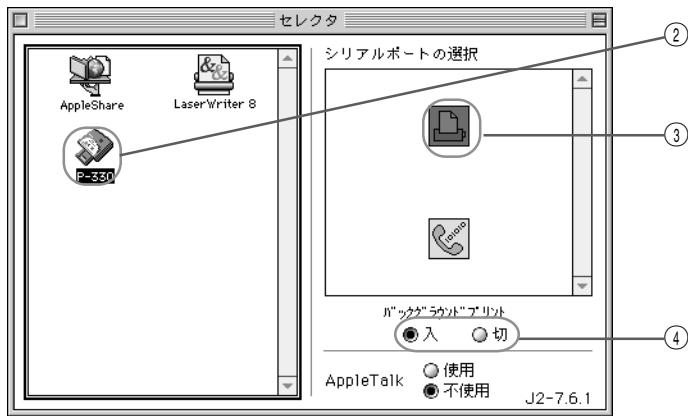 セレクタ
AppleShare
LaserWriter 8
P-330
シリアルポートの選択
バックグラウンドプリント
入 切
AppleTalk
使用
不使用
J2-7.6.1
②
③
④